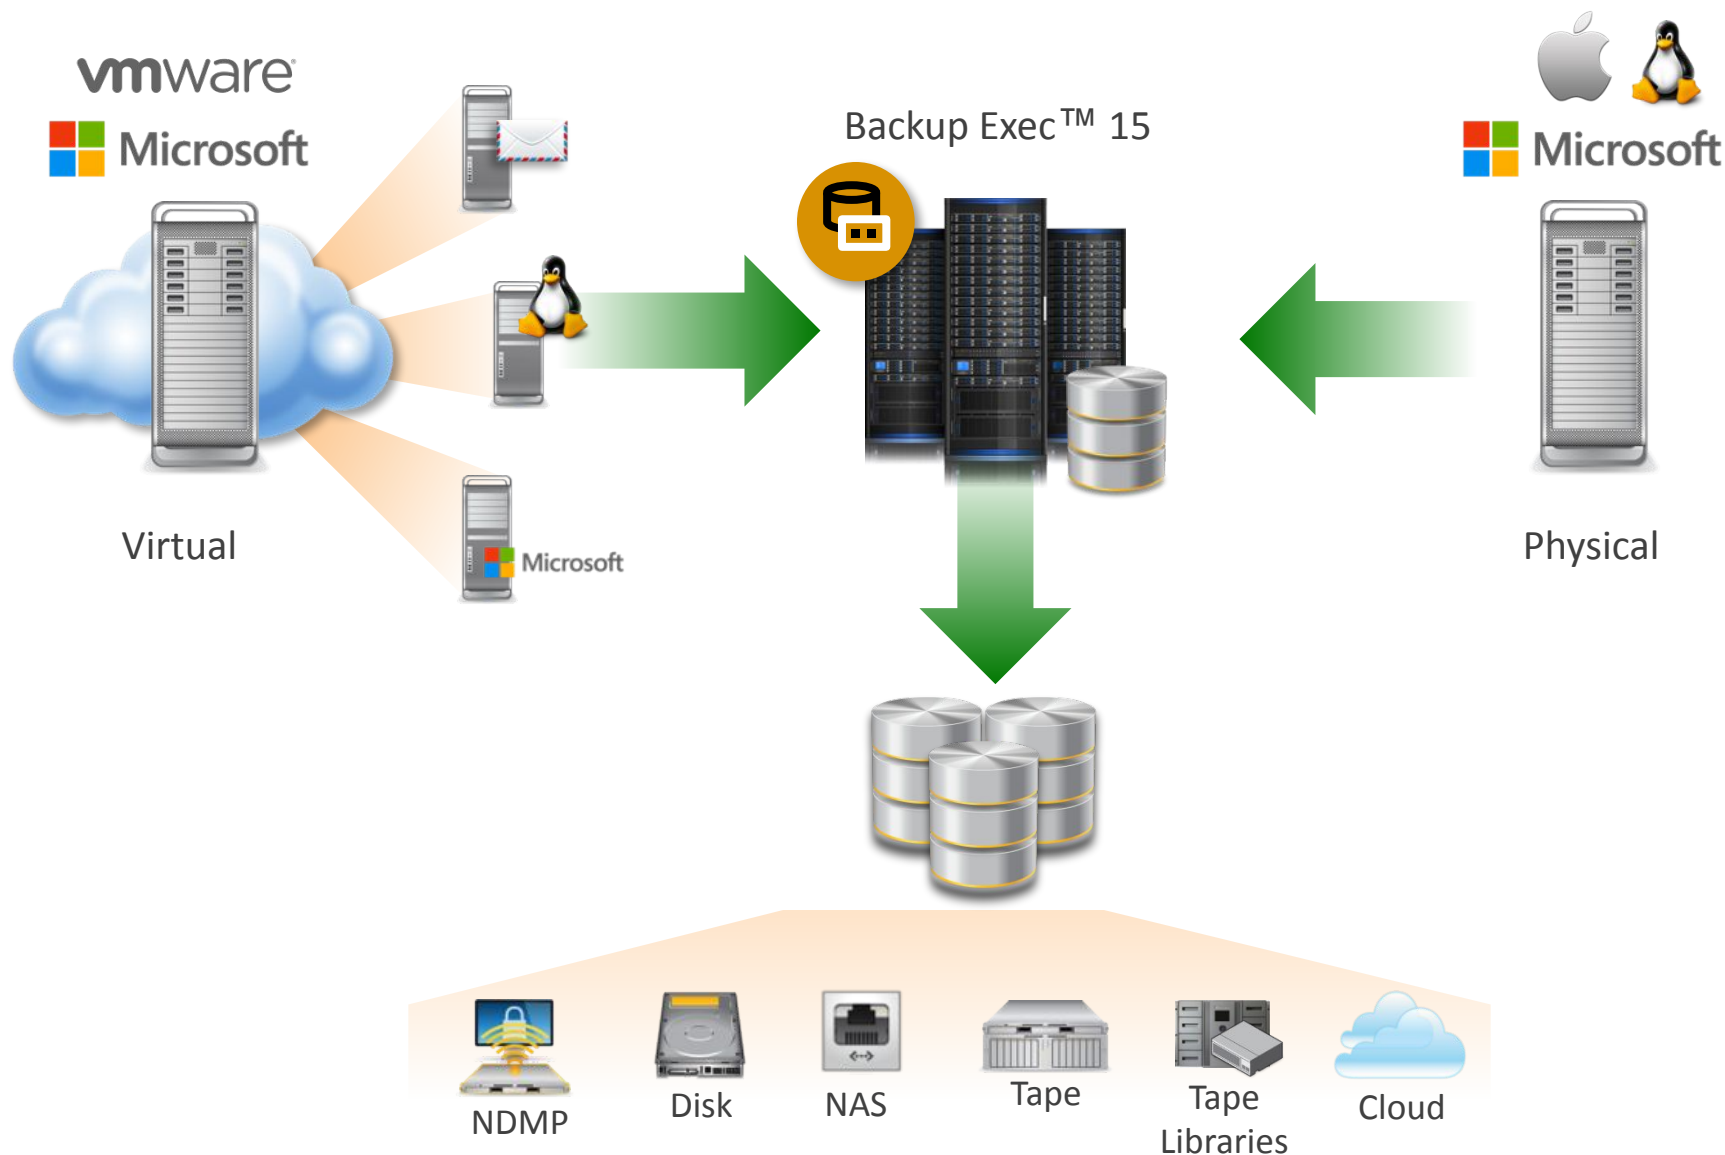 vmware
Microsoft
Backup Exec™ 15
Microsoft
Microsoft
Virtual
Physical
NDMP
Disk
NAS
Tape
Tape
Libraries
Cloud